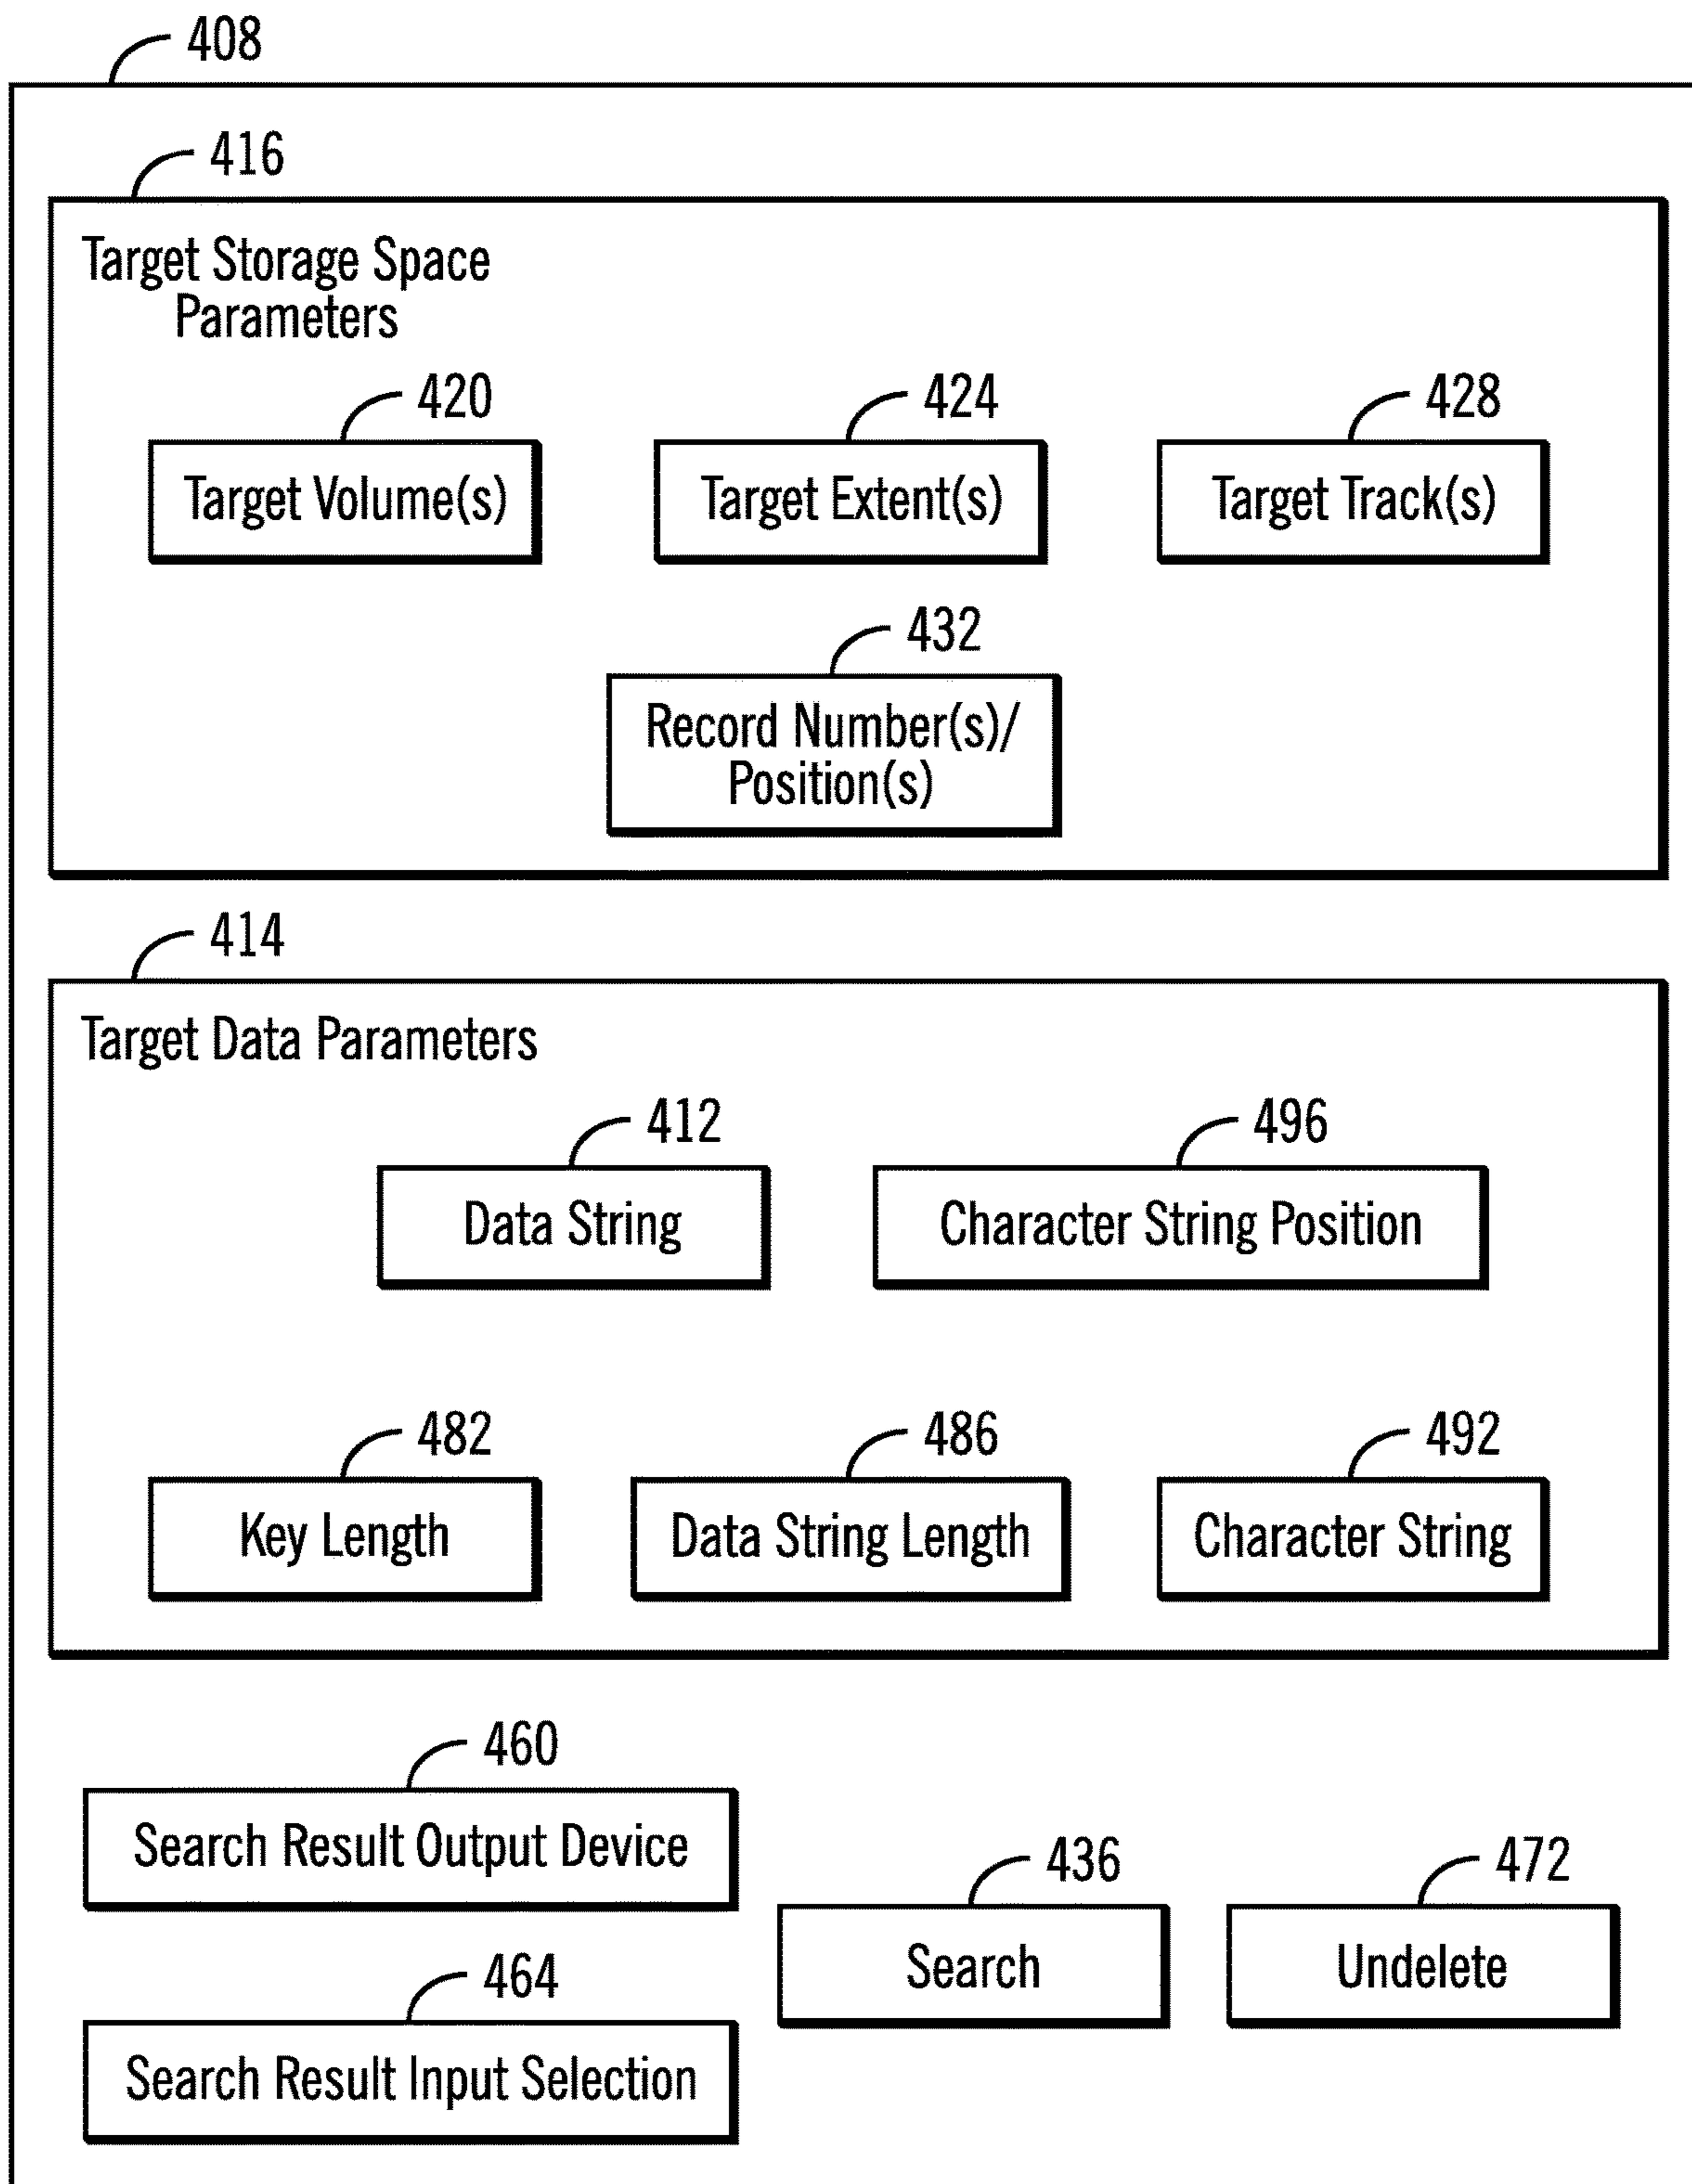 408
416
Target Storage Space
Parameters
420
424
428
Target Volume(s)
Target Extent(s)
Target Track(s)
432
Record Number(s)/
Position(s)
414
Target Data Parameters
412
496
Data String
Character String Position
482
486
492
Key Length
Data String Length
Character String
460
Search Result Output Device
436
472
Search
Undelete
464
Search Result Input Selection